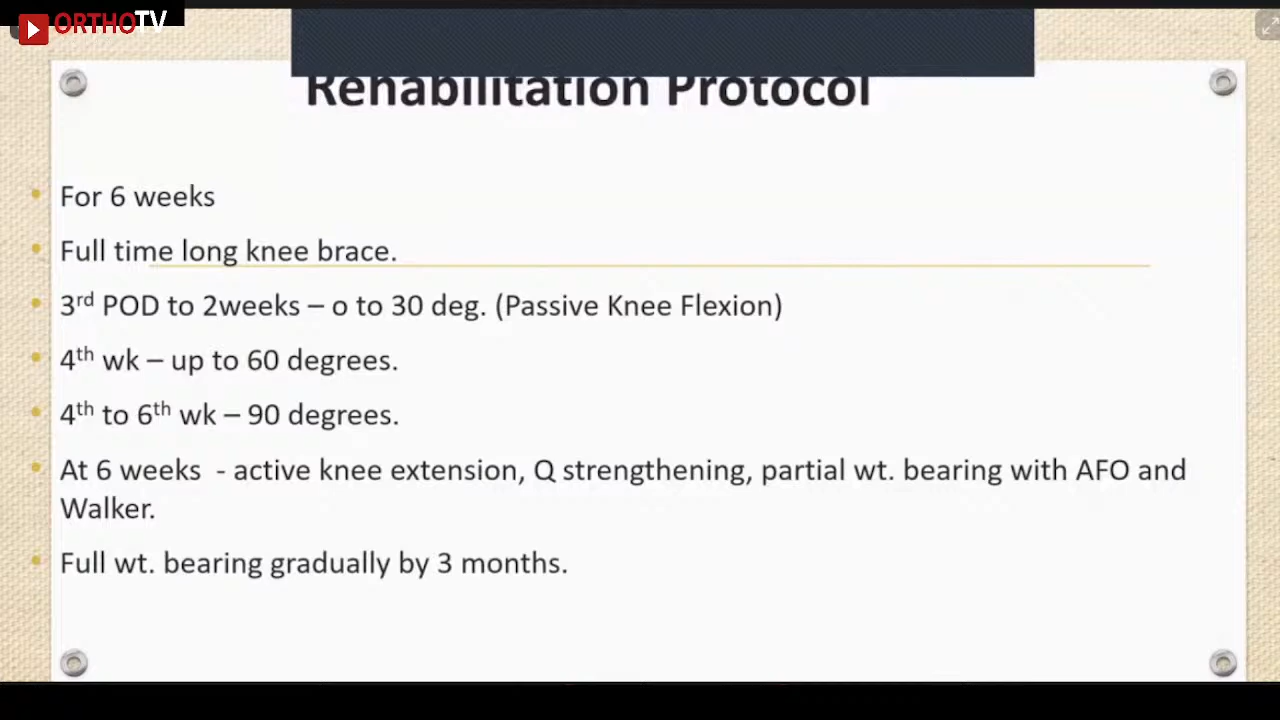 ORTHOTV
Rehabilitation Protocol
For 6 weeks
Full time long knee brace.
3rd POD to 2weeks – o to 30 deg. (Passive Knee Flexion)
4th wk – up to 60 degrees.
4th to 6th wk – 90 degrees.
At 6 weeks - active knee extension, Q strengthening, partial wt. bearing with AFO and
Walker.
Full wt. bearing gradually by 3 months.